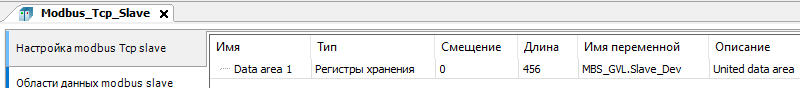 Modbus_Tcp_Slave
Настройка modbus Tcp slave
Области данных modbus slave
Имя Тип Смещение Длина Имя переменной Описание
Data area 1 Регистры хранения 0 456 MBS_GVL.Slave_Dev United data area